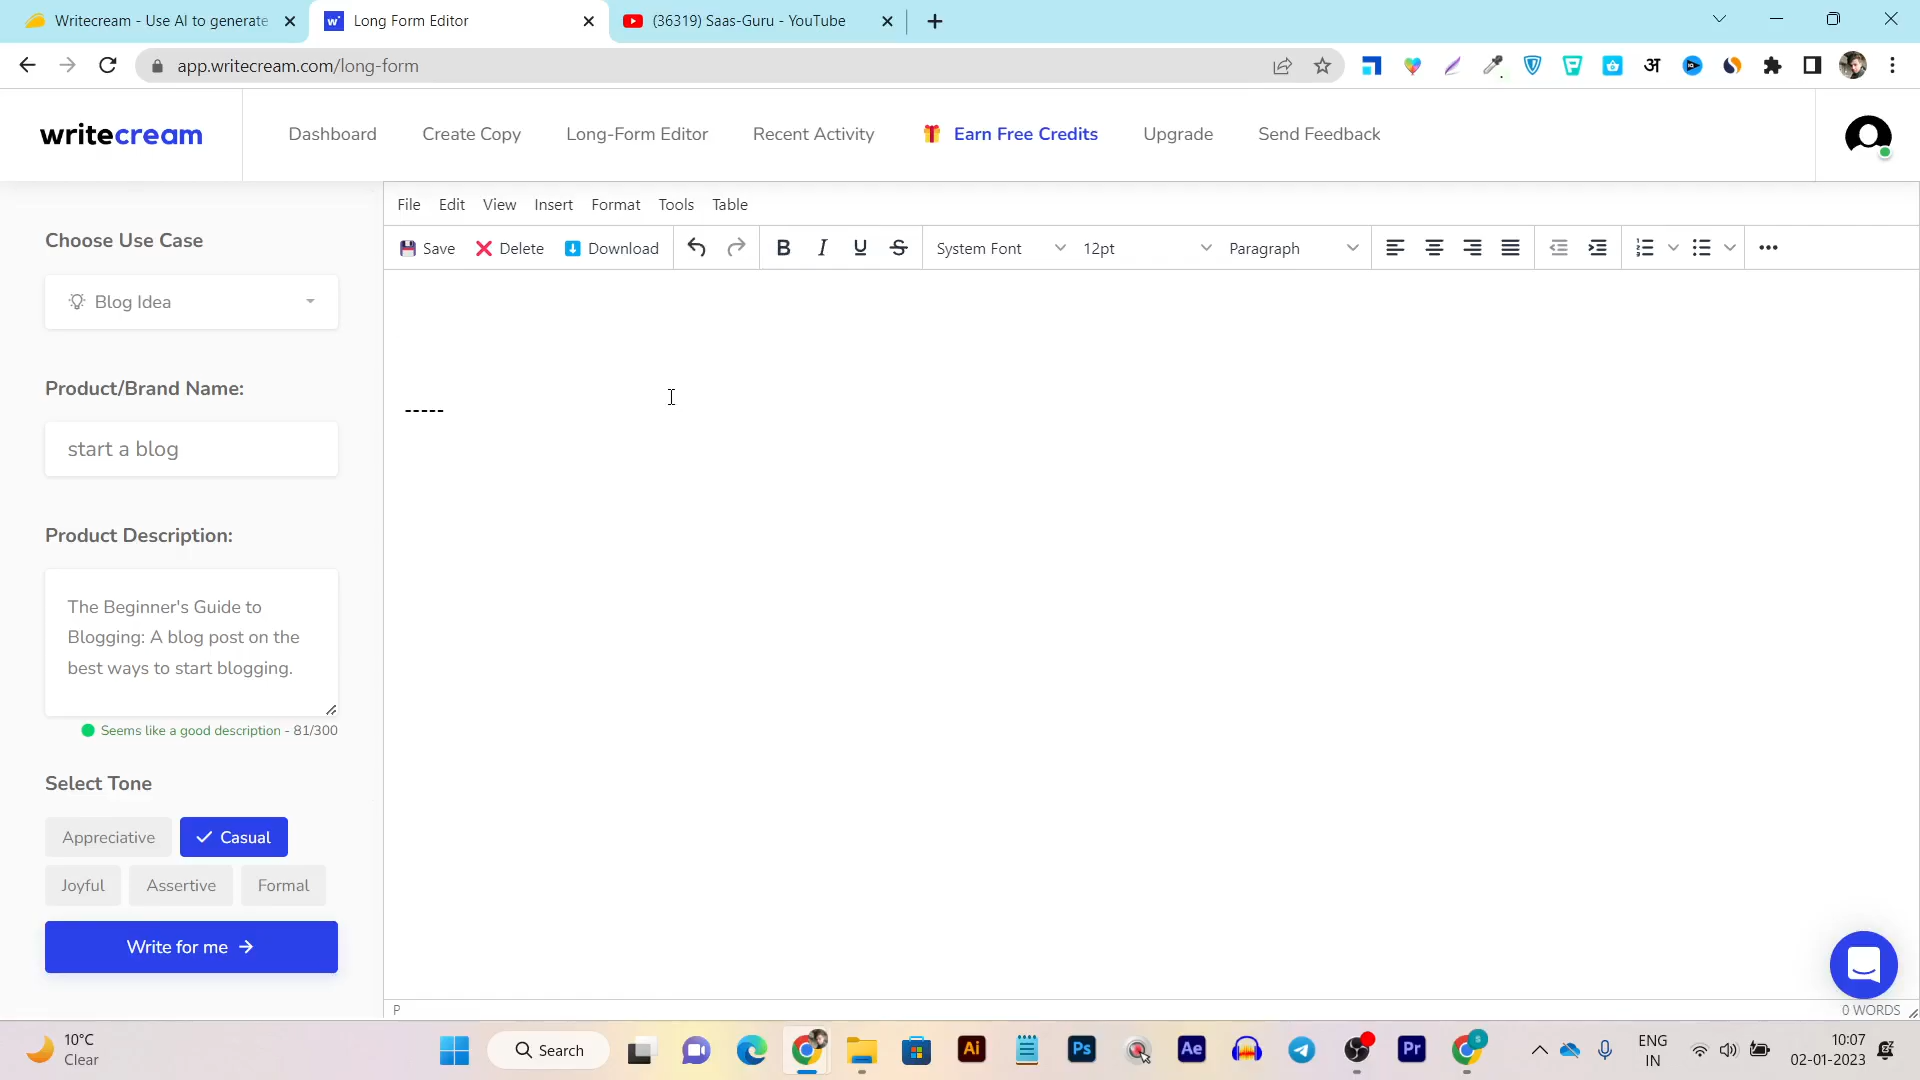 Writecream - Use AI to generate
Long Form Editor
(36319) Saas-Guru - YouTube
app.writecream.com/long-form
अ
writecream
Dashboard
Create Copy
Long-Form Editor
Recent Activity
Earn Free Credits
Upgrade
Send Feedback
File Edit View Insert Format Tools Table
Save Delete Download
B I U S
System Font
12pt
Paragraph
Choose Use Case
Blog Idea
Product/Brand Name:
start a blog
-----
Product Description:
The Beginner's Guide to
Blogging: A blog post on the
best ways to start blogging.
Seems like a good description - 81/300
Select Tone
Appreciative
Casual
Joyful
Assertive
Formal
Write for me
P
0 WORDS
10°C
Clear
Search
Ai
Ps
Ae
Pr
ENG
IN
10:07
02-01-2023